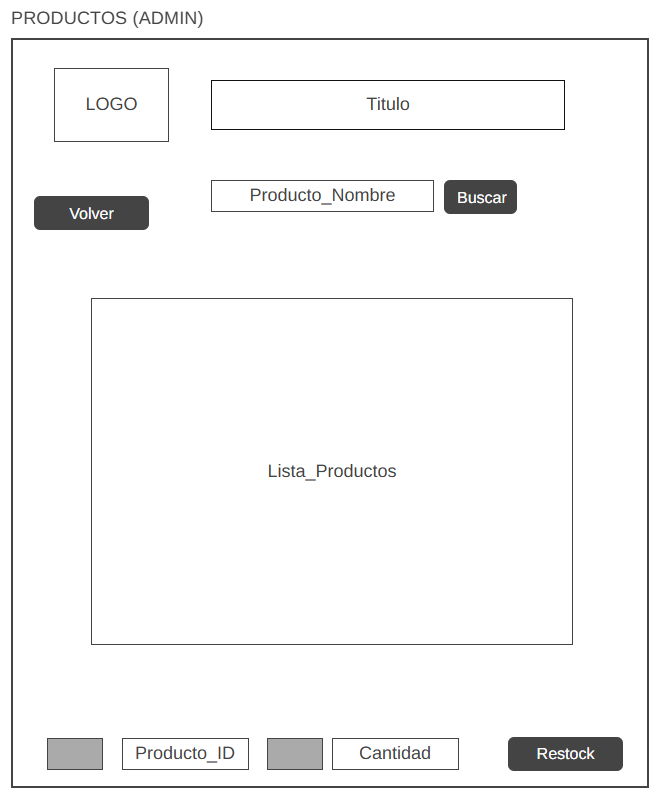 PRODUCTOS (ADMIN)
LOGO
Titulo
Producto_Nombre
Buscar
Volver
Lista_Productos
Producto_ID
Cantidad
Restock